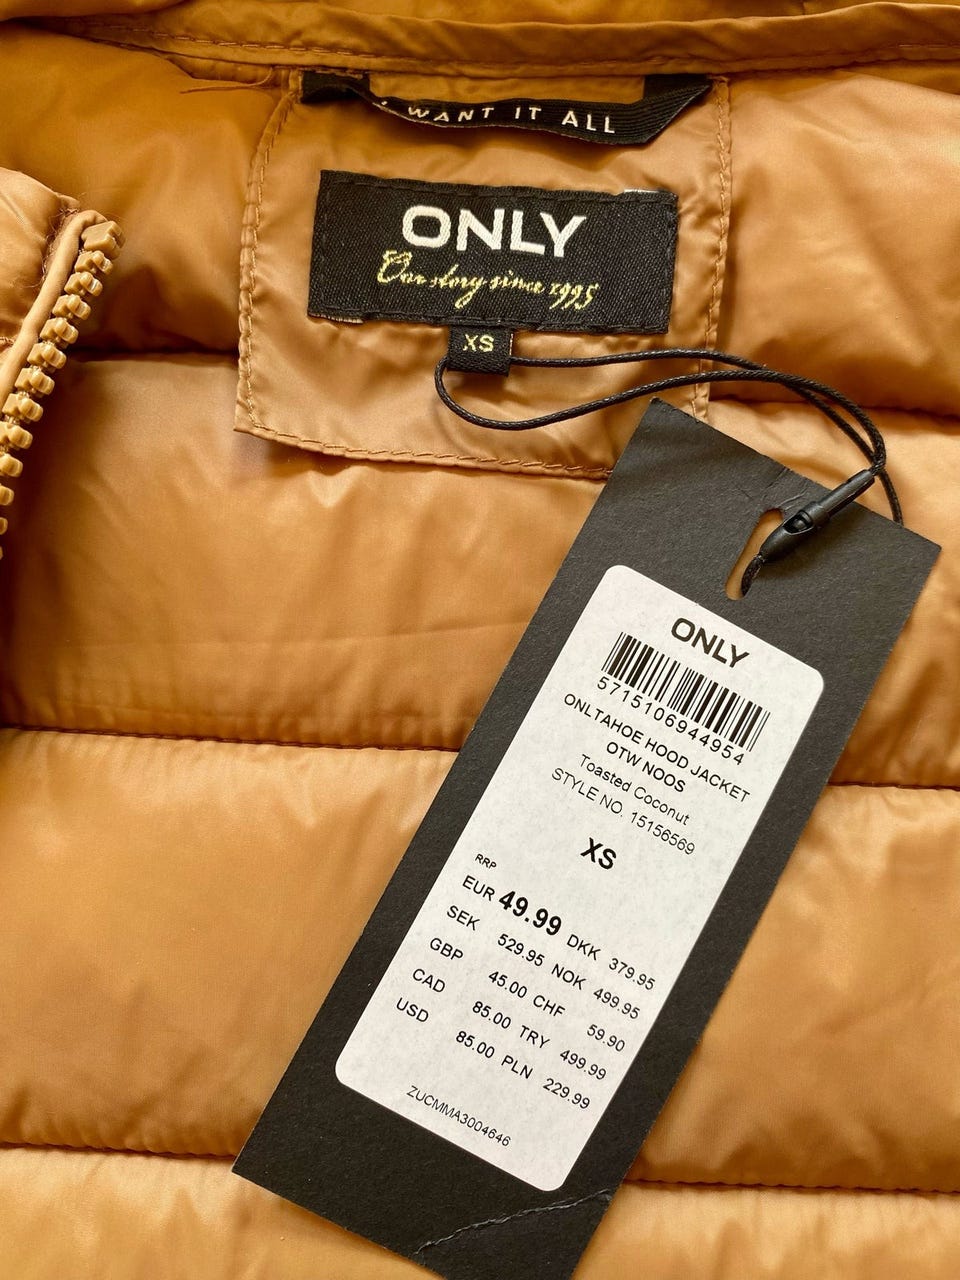 I WANT IT ALL
ONLY
One story since 1995
XS
ONLY
5715106944954
ONLTAHOE HOOD JACKET
OTW NOOS
Toasted Coconut
STYLE NO. 15156569
XS
RRP
EUR 49.99 DKK 379.95
SEK 529.95 NOK 499.95
GBP 45.00 CHF 59.90
CAD 85.00 TRY 499.99
USD 85.00 PLN 229.99
ZUCMMA3004646